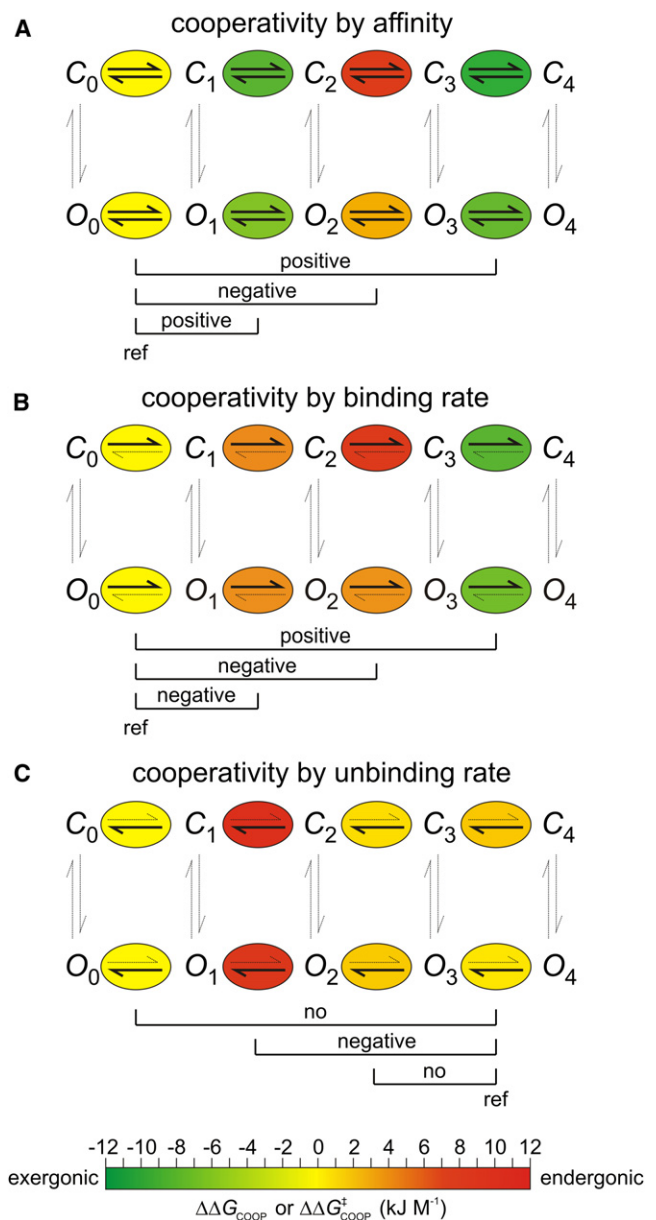 A
cooperativity by affinity
C0 C1 C2 C3 C4
O0 O1 O2 O3 O4
positive
negative
positive
ref
B
cooperativity by binding rate
C0 C1 C2 C3 C4
O0 O1 O2 O3 O4
positive
negative
negative
ref
C
cooperativity by unbinding rate
C0 C1 C2 C3 C4
O0 O1 O2 O3 O4
no
negative
no
ref
-12 -10 -8 -6 -4 -2 0 2 4 6 8 10 12
exergonic endergonic
ΔΔG_COOP or ΔΔG‡_COOP (kJ M⁻¹)